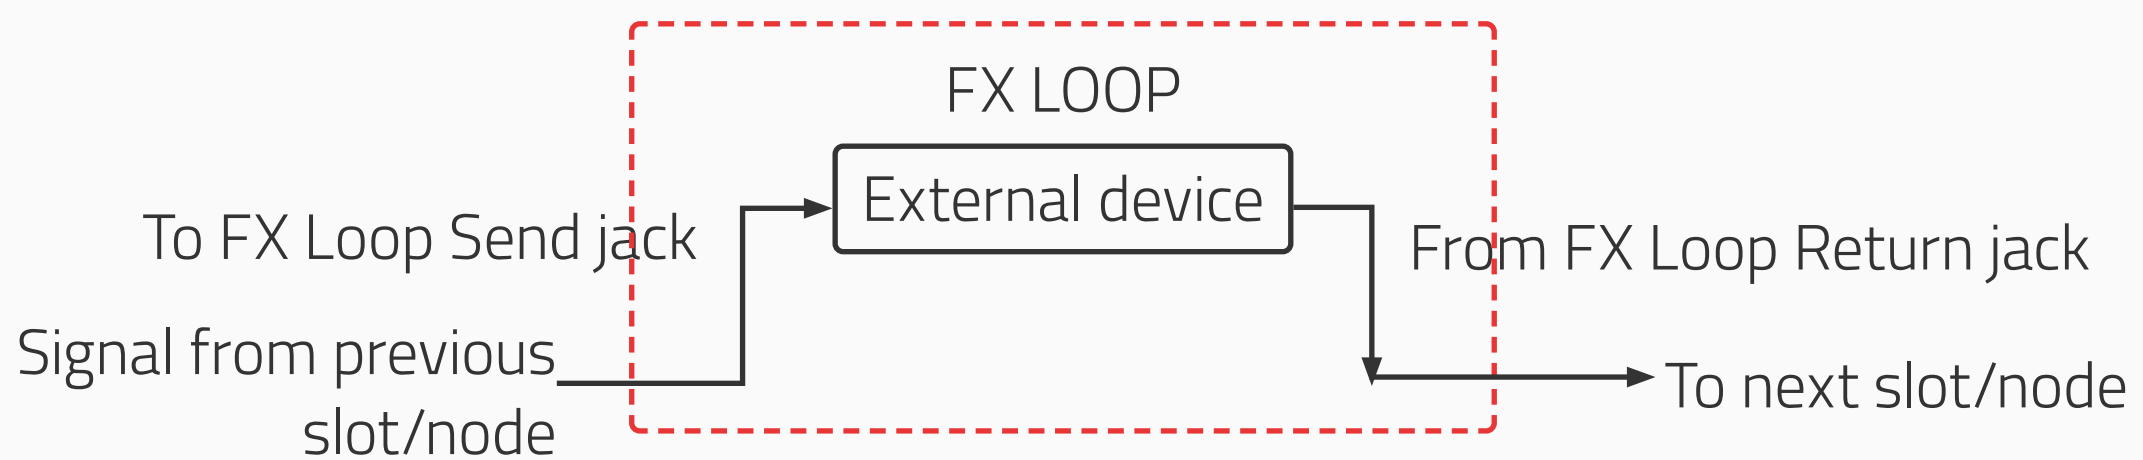 FX LOOP
External device
To FX Loop Send jack
From FX Loop Return jack
Signal from previous
slot/node
To next slot/node